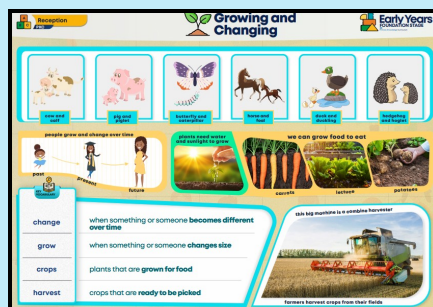 Reception
Growing and
Changing
Early Years
FOUNDATION STAGE
cow and
calf
pig and
piglet
butterfly and
caterpillar
horse and
foal
duck and
duckling
hedgehog
and hoglet
people grow and change over time
past
present
future
plants need water
and sunlight to grow
we can grow food to eat
carrots
lettuce
potatoes
KEY
VOCABULARY
change
when something or someone becomes different
over time
grow
when something or someone changes size
crops
plants that are grown for food
harvest
crops that are ready to be picked
this big machine is a combine harvester
farmers harvest crops from their fields